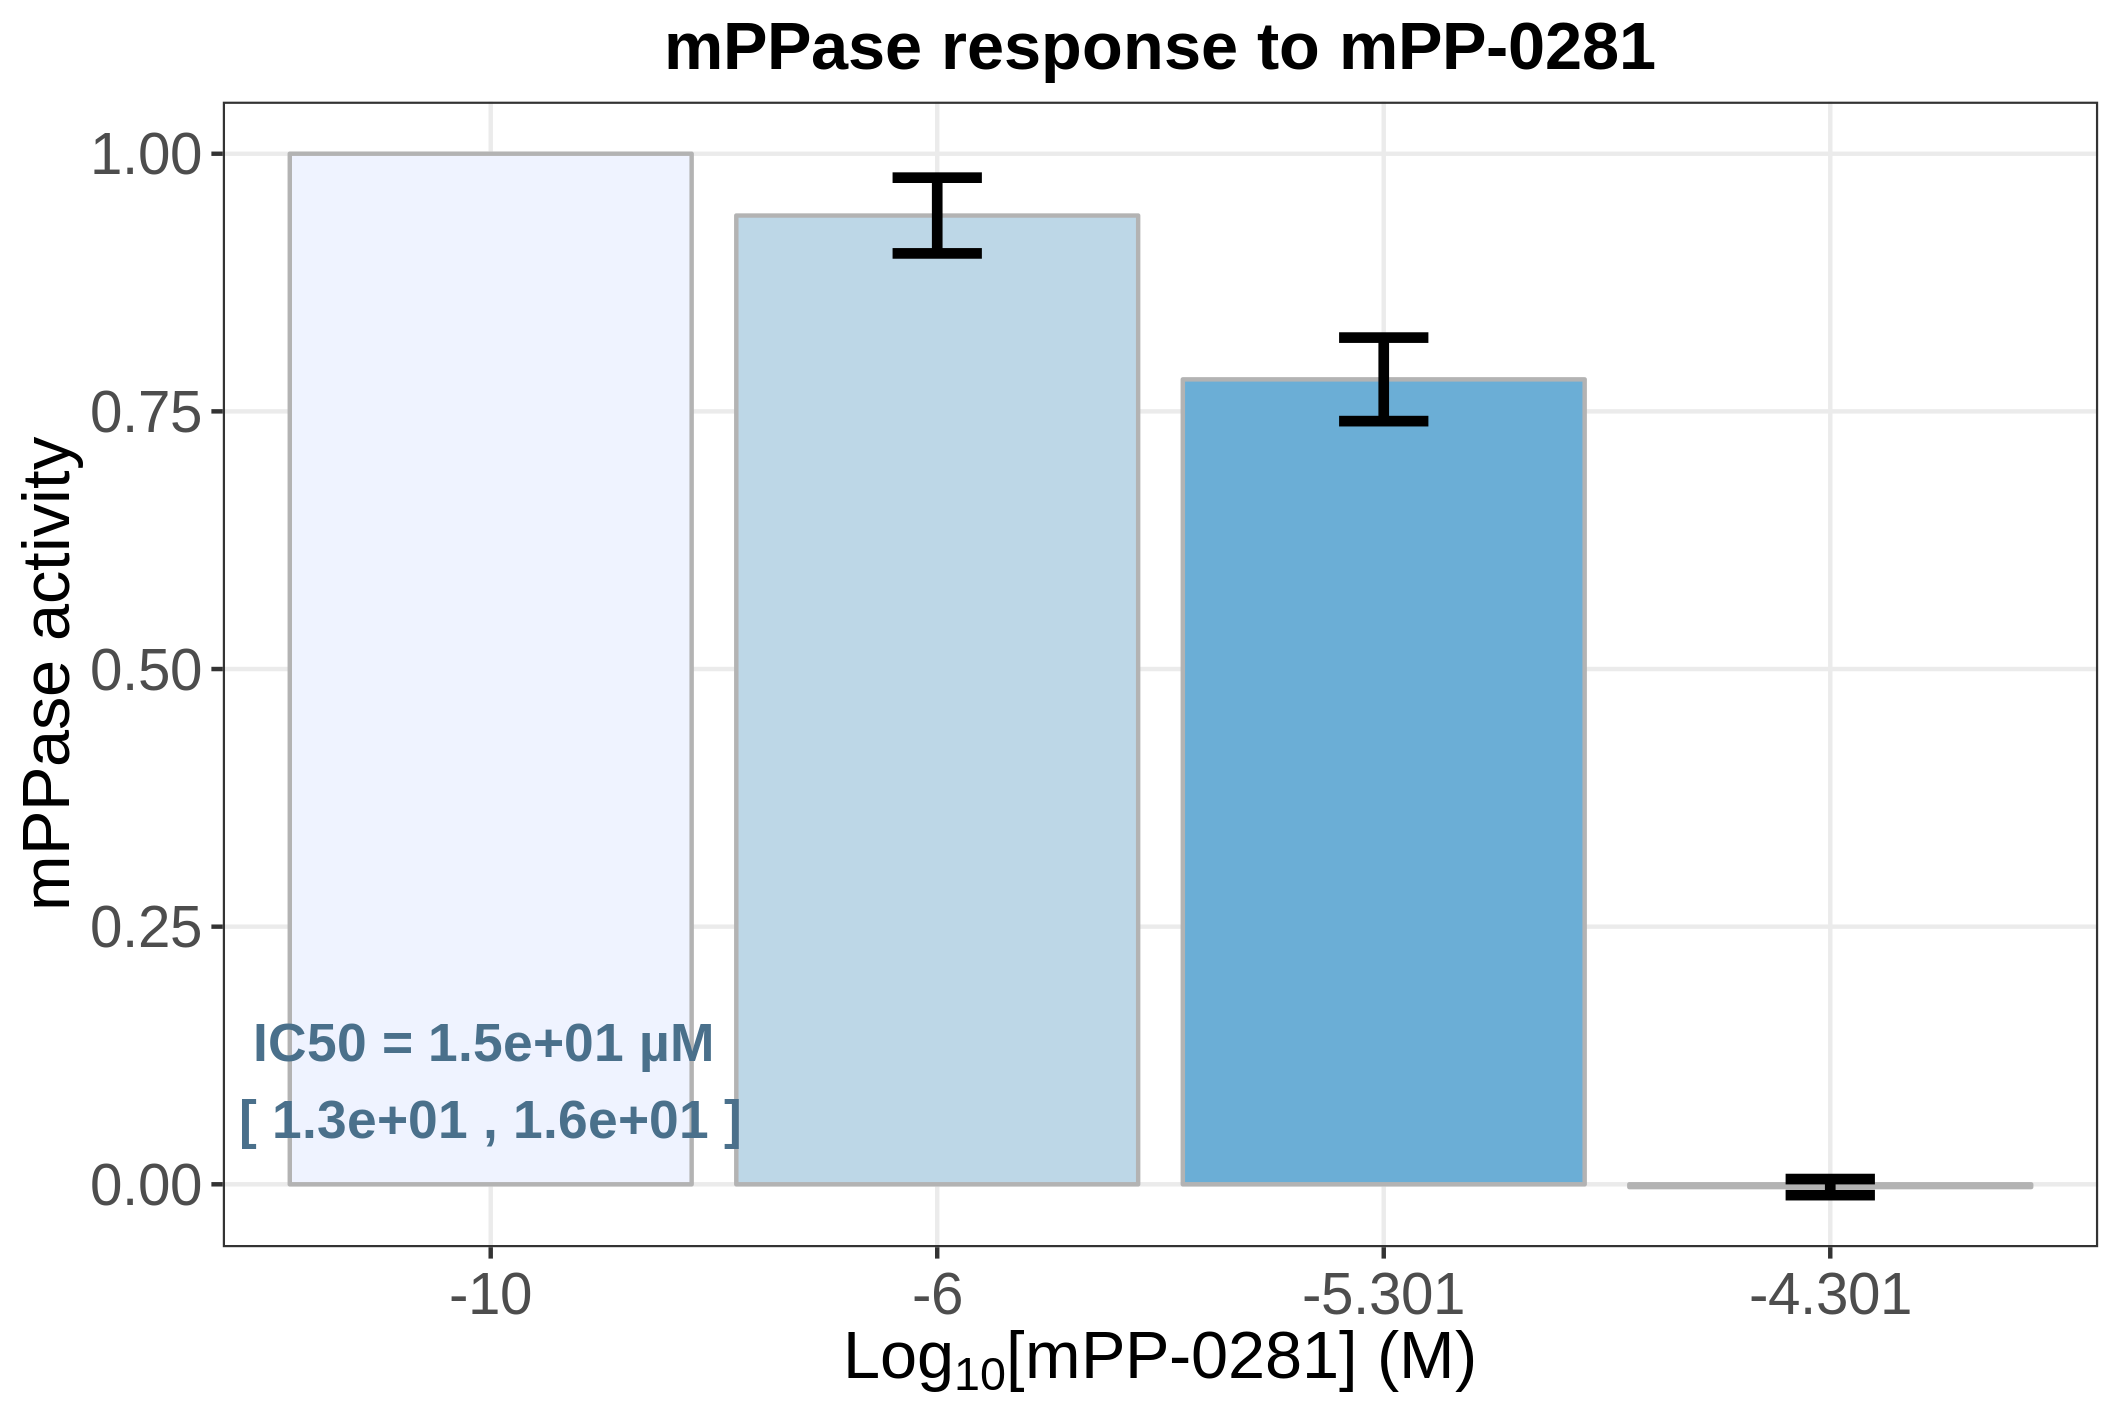 mPPase response to mPP-0281
mPPase activity
1.00
0.75
0.50
0.25
0.00
IC50 = 1.5e+01 µM
[ 1.3e+01 , 1.6e+01 ]
-10
-6
-5.301
-4.301
Log₁₀[mPP-0281] (M)